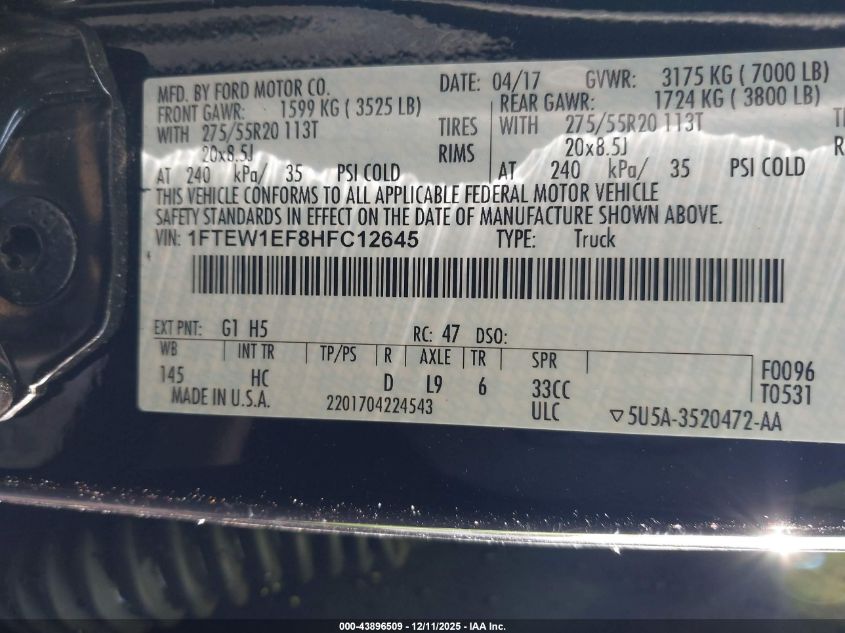 MFD. BY FORD MOTOR CO. DATE: 04/17 GVWR: 3175 KG ( 7000 LB)
FRONT GAWR: 1599 KG ( 3525 LB) REAR GAWR: 1724 KG ( 3800 LB)
WITH 275/55R20 113T TIRES WITH 275/55R20 113T
20x8.5J RIMS 20x8.5J
AT 240 kPa/ 35 PSI COLD AT 240 kPa/ 35 PSI COLD
THIS VEHICLE CONFORMS TO ALL APPLICABLE FEDERAL MOTOR VEHICLE
SAFETY STANDARDS IN EFFECT ON THE DATE OF MANUFACTURE SHOWN ABOVE.
VIN: 1FTEW1EF8HFC12645 TYPE: Truck
EXT PNT: G1 H5 RC: 47 DSO:
WB INT TR TP/PS R AXLE TR SPR F0096
145 HC D L9 6 33CC T0531
MADE IN U.S.A. 2201704224543 ULC ▽5U5A-3520472-AA
000-43896509 - 12/11/2025 - IAA Inc.